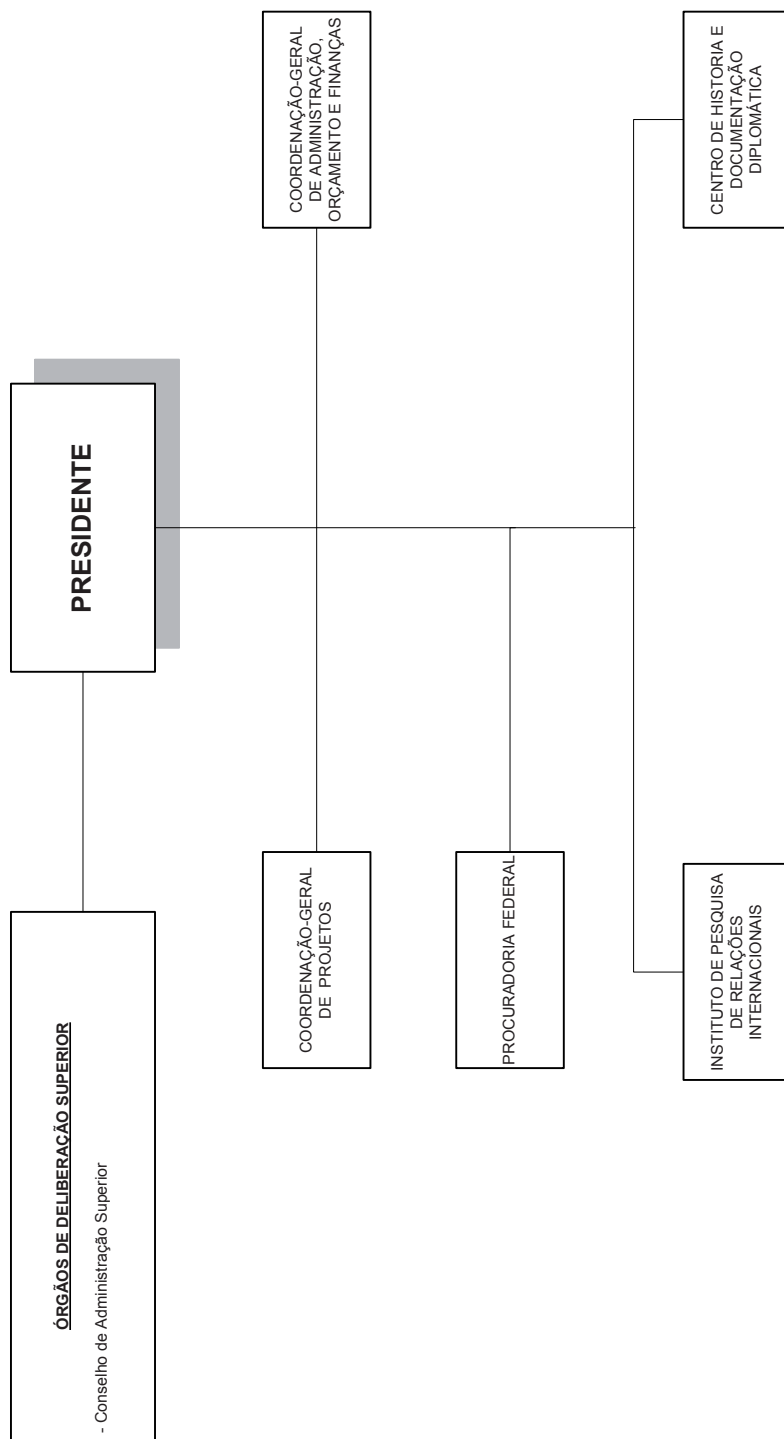 ÓRGÃOS DE DELIBERAÇÃO SUPERIOR
- Conselho de Administração Superior
PRESIDENTE
COORDENAÇÃO-GERAL
DE PROJETOS
COORDENAÇÃO-GERAL
DE ADMINISTRAÇÃO,
ORÇAMENTO E FINANÇAS
PROCURADORIA FEDERAL
INSTITUTO DE PESQUISA
DE RELAÇÕES
INTERNACIONAIS
CENTRO DE HISTORIA E
DOCUMENTAÇÃO
DIPLOMÁTICA